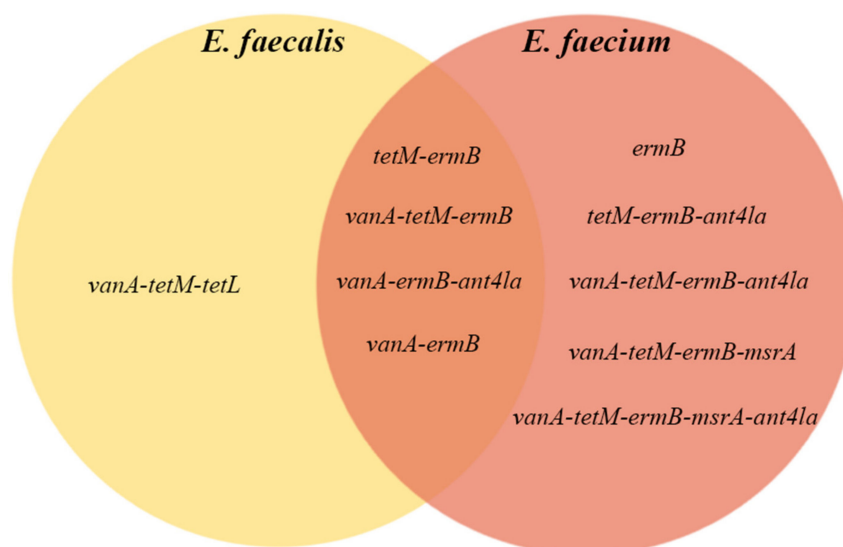 E. faecalis
E. faecium
tetM-ermB
ermB
vanA-tetM-ermB
tetM-ermB-ant4la
vanA-tetM-tetL
vanA-ermB-ant4la
vanA-tetM-ermB-ant4la
vanA-ermB
vanA-tetM-ermB-msrA
vanA-tetM-ermB-msrA-ant4la